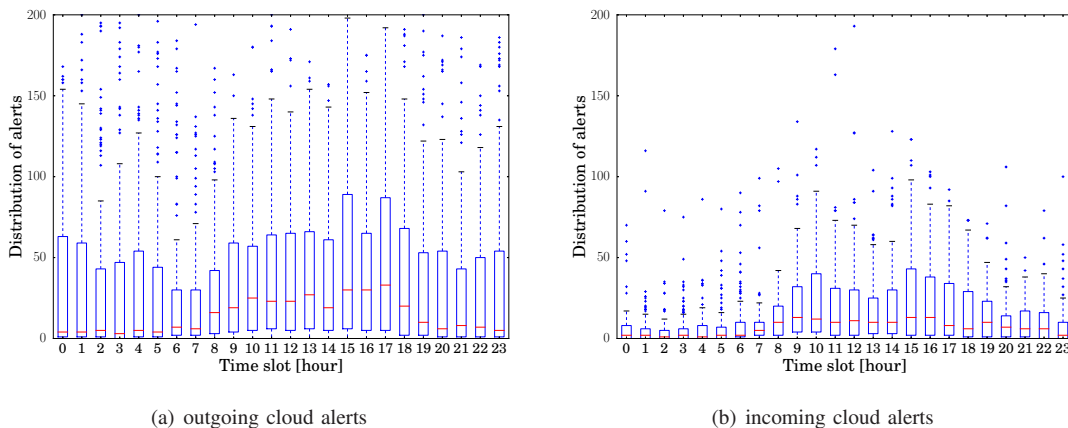 200
150
100
50
0
Distribution of alerts
0 1 2 3 4 5 6 7 8 9 10 11 12 13 14 15 16 17 18 19 20 21 22 23
Time slot [hour]
(a) outgoing cloud alerts
200
150
100
50
0
Distribution of alerts
0 1 2 3 4 5 6 7 8 9 10 11 12 13 14 15 16 17 18 19 20 21 22 23
Time slot [hour]
(b) incoming cloud alerts